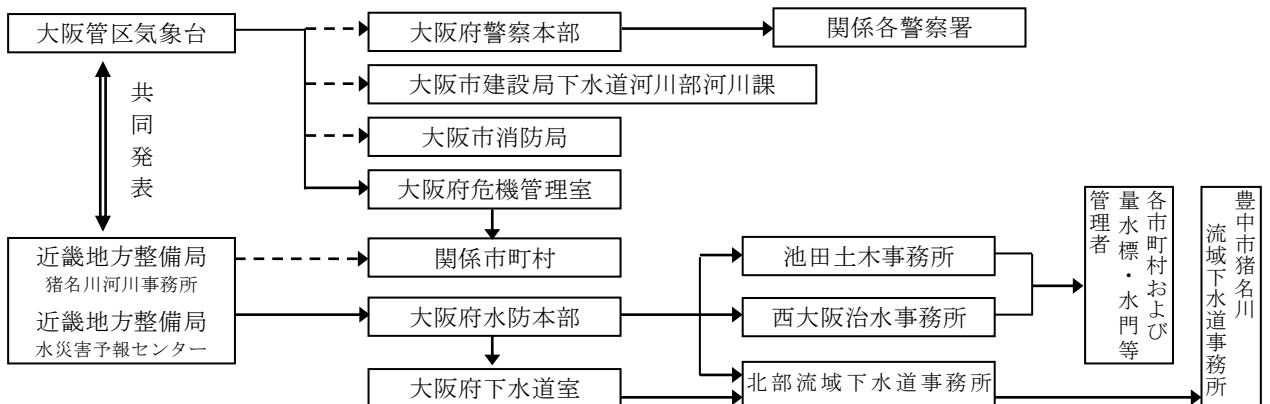 大阪管区気象台
大阪府警察本部
関係各警察署
大阪市建設局下水道河川部河川課
共同発表
大阪市消防局
大阪府危機管理室
近畿地方整備局
猪名川河川事務所
近畿地方整備局
水災害予報センター
関係市町村
大阪府水防本部
大阪府下水道室
池田土木事務所
西大阪治水事務所
北部流域下水道事務所
各市町村および
量水標・水門等
管理者
豊中市猪名川
流域下水道事務所